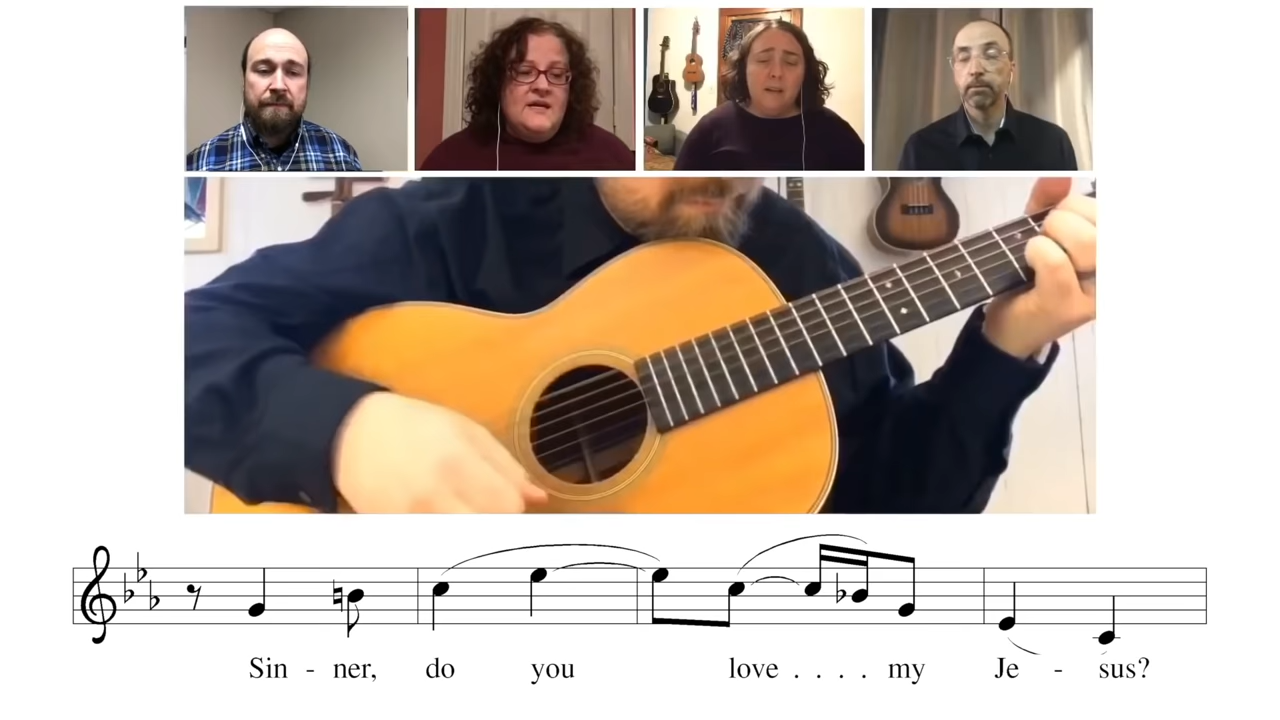 Sin - ner, do you love . . . . my Je - sus?